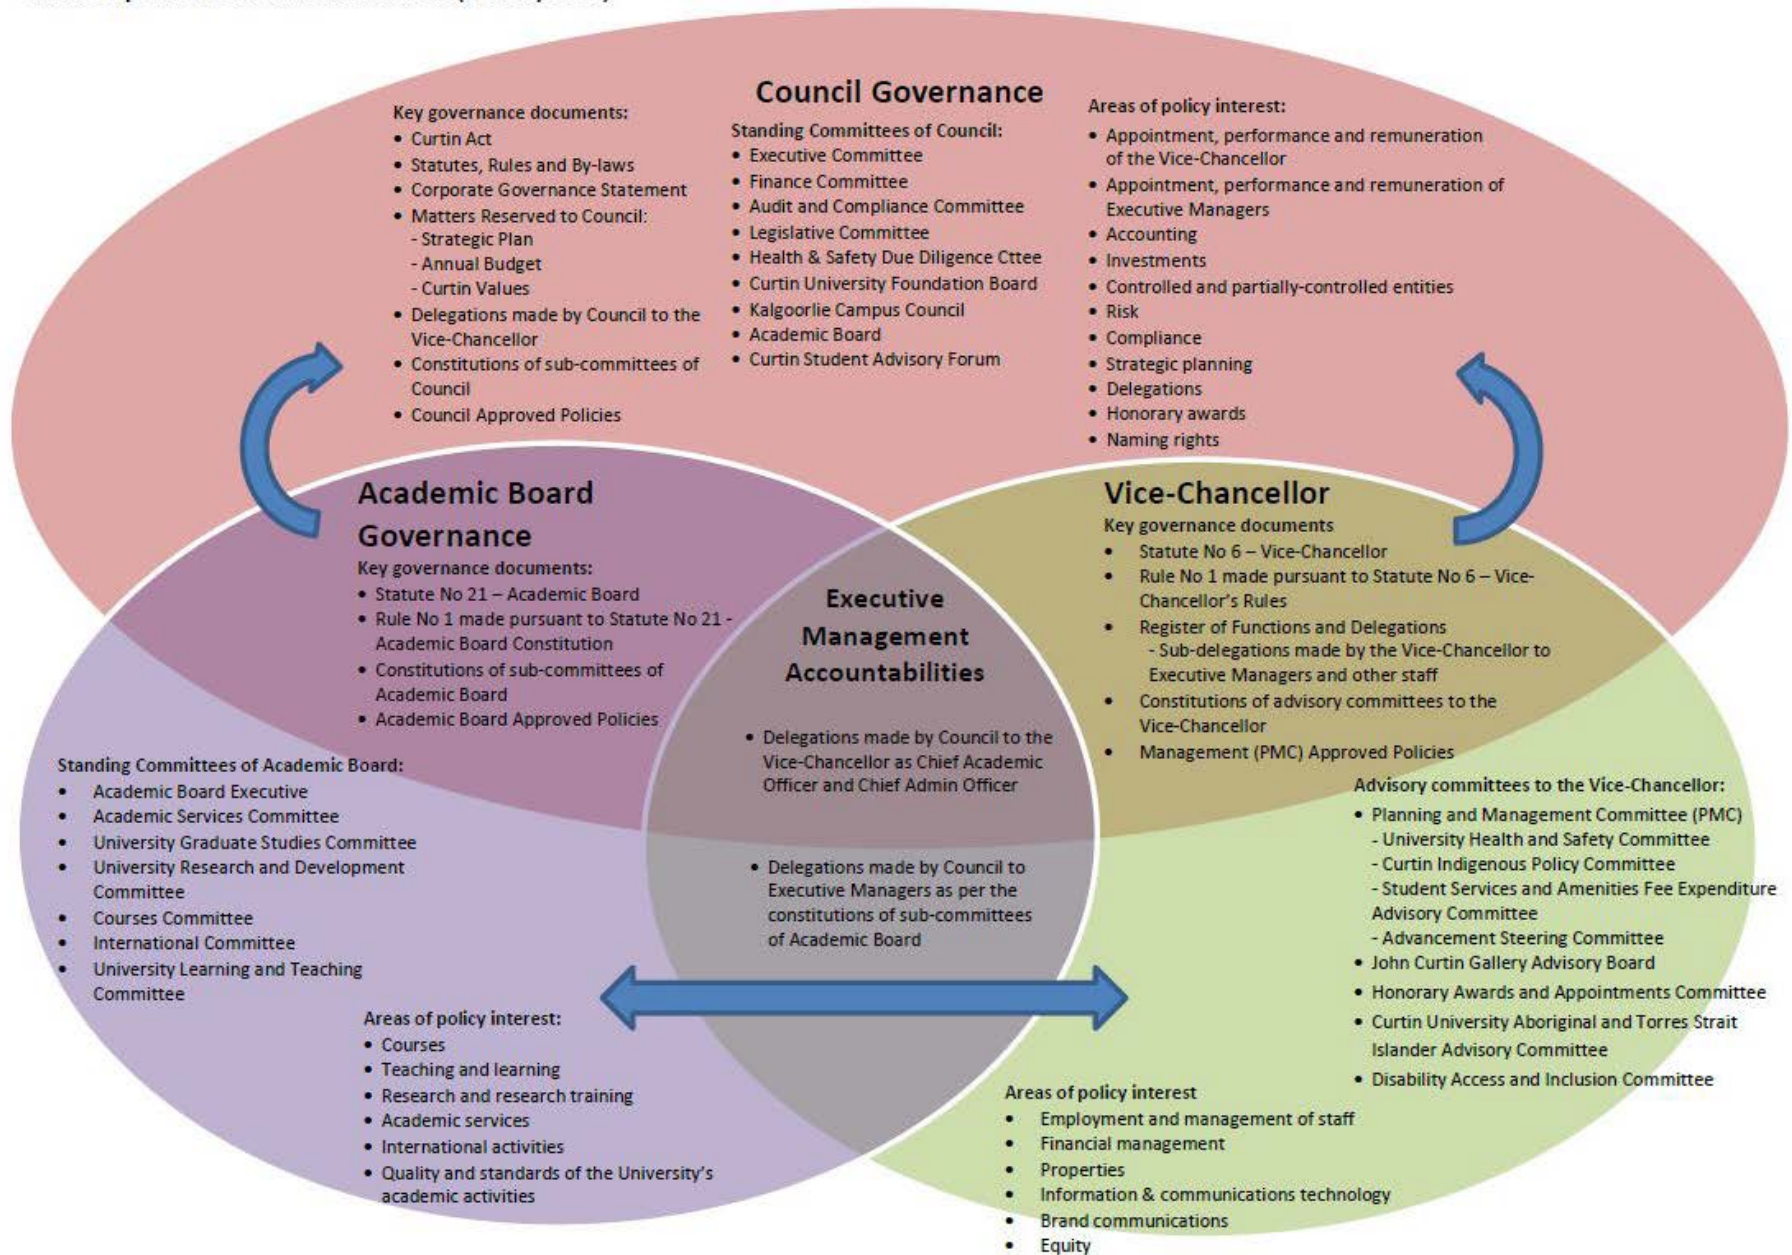 Council Governance
Key governance documents:
• Curtin Act
• Statutes, Rules and By-laws
• Corporate Governance Statement
• Matters Reserved to Council:
- Strategic Plan
- Annual Budget
- Curtin Values
• Delegations made by Council to the
Vice-Chancellor
• Constitutions of sub-committees of
Council
• Council Approved Policies
Standing Committees of Council:
• Executive Committee
• Finance Committee
• Audit and Compliance Committee
• Legislative Committee
• Health & Safety Due Diligence Cttee
• Curtin University Foundation Board
• Kalgoorlie Campus Council
• Academic Board
• Curtin Student Advisory Forum
Areas of policy interest:
• Appointment, performance and remuneration
of the Vice-Chancellor
• Appointment, performance and remuneration of
Executive Managers
• Accounting
• Investments
• Controlled and partially-controlled entities
• Risk
• Compliance
• Strategic planning
• Delegations
• Honorary awards
• Naming rights
Academic Board
Governance
Key governance documents:
• Statute No 21 – Academic Board
• Rule No 1 made pursuant to Statute No 21 -
Academic Board Constitution
• Constitutions of sub-committees of
Academic Board
• Academic Board Approved Policies
Executive
Management
Accountabilities
• Delegations made by Council to the
Vice-Chancellor as Chief Academic
Officer and Chief Admin Officer
• Delegations made by Council to
Executive Managers as per the
constitutions of sub-committees
of Academic Board
Vice-Chancellor
Key governance documents
• Statute No 6 – Vice-Chancellor
• Rule No 1 made pursuant to Statute No 6 – Vice-
Chancellor's Rules
• Register of Functions and Delegations
- Sub-delegations made by the Vice-Chancellor to
Executive Managers and other staff
• Constitutions of advisory committees to the
Vice-Chancellor
• Management (PMC) Approved Policies
Standing Committees of Academic Board:
• Academic Board Executive
• Academic Services Committee
• University Graduate Studies Committee
• University Research and Development
Committee
• Courses Committee
• International Committee
• University Learning and Teaching
Committee
Areas of policy interest:
• Courses
• Teaching and learning
• Research and research training
• Academic services
• International activities
• Quality and standards of the University's
academic activities
Advisory committees to the Vice-Chancellor:
• Planning and Management Committee (PMC)
- University Health and Safety Committee
- Curtin Indigenous Policy Committee
- Student Services and Amenities Fee Expenditure
Advisory Committee
- Advancement Steering Committee
• John Curtin Gallery Advisory Board
• Honorary Awards and Appointments Committee
• Curtin University Aboriginal and Torres Strait
Islander Advisory Committee
• Disability Access and Inclusion Committee
Areas of policy interest
• Employment and management of staff
• Financial management
• Properties
• Information & communications technology
• Brand communications
• Equity